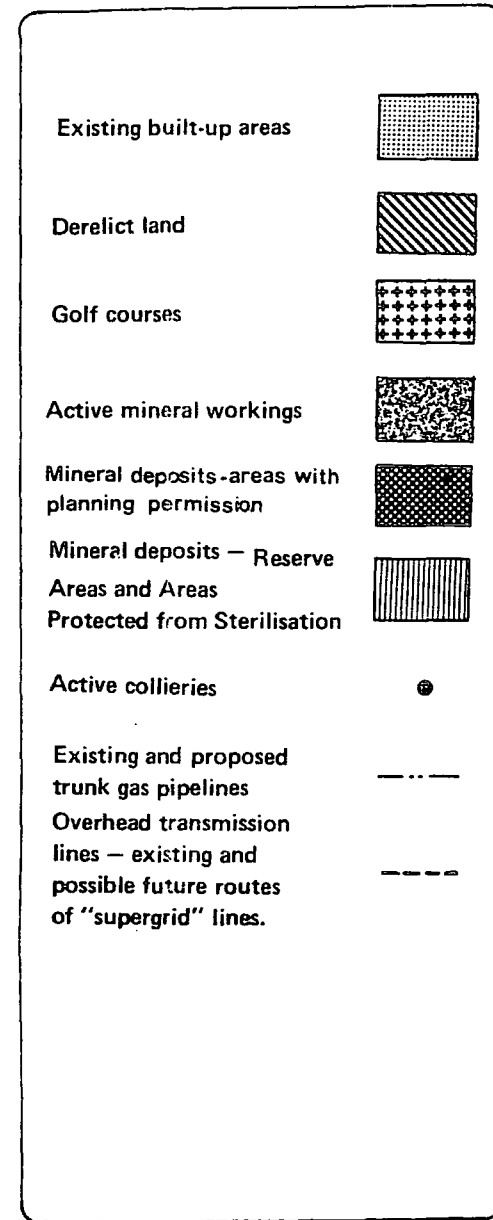 Existing built-up areas
Derelict land
Golf courses
Active mineral workings
Mineral deposits-areas with
planning permission
Mineral deposits — Reserve
Areas and Areas
Protected from Sterilisation
Active collieries
Existing and proposed
trunk gas pipelines
Overhead transmission
lines — existing and
possible future routes
of "supergrid" lines.